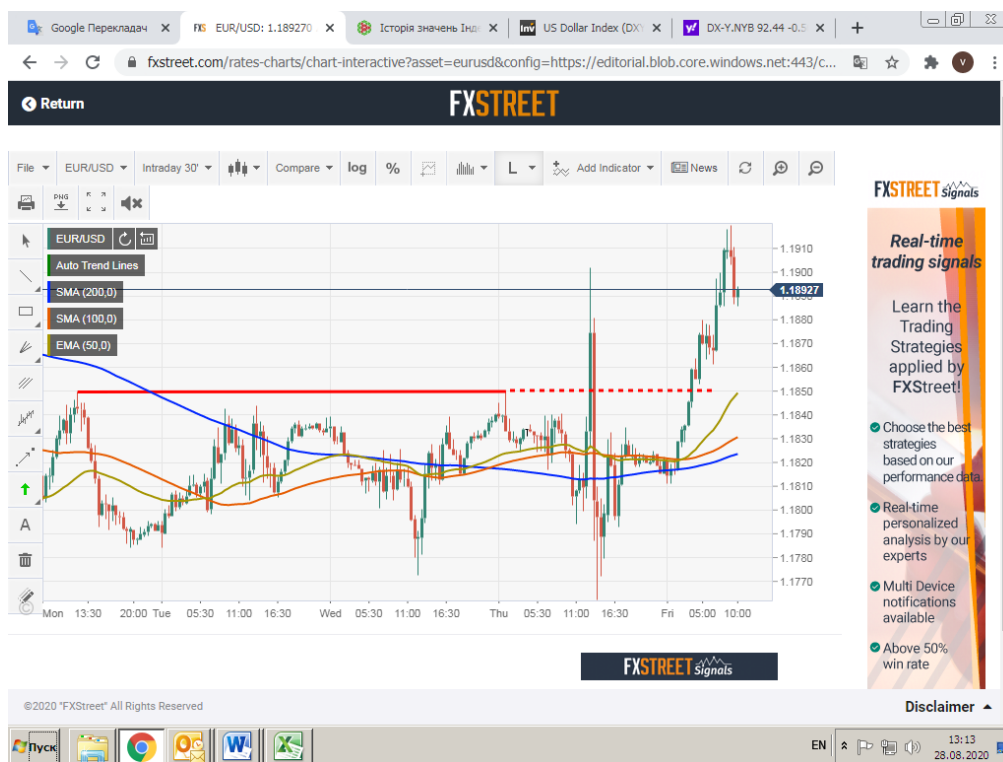 Google Перекладач
FXS EUR/USD: 1.189270
Історія значень Інде
Inv US Dollar Index (DXY
y! DX-Y.NYB 92.44 -0.5
fxstreet.com/rates-charts/chart-interactive?asset=eurusd&config=https://editorial.blob.core.windows.net:443/c...
V
Return
FXSTREET
File EUR/USD Intraday 30' Compare log % L Add Indicator News
PNG
EUR/USD
Auto Trend Lines
SMA (200,0)
SMA (100,0)
EMA (50,0)
A
1.1910
1.1900
1.18927
1.1880
1.1870
1.1860
1.1850
1.1840
1.1830
1.1820
1.1810
1.1800
1.1790
1.1780
1.1770
Mon 13:30 20:00 Tue 05:30 11:00 16:30 Wed 05:30 11:00 16:30 Thu 05:30 11:00 16:30 Fri 05:00 10:00
FXSTREET Signals
Real-time
trading signals
Learn the
Trading
Strategies
applied by
FXStreet!
Choose the best
strategies
based on our
performance data.
Real-time
personalized
analysis by our
experts
Multi Device
notifications
available
Above 50%
win rate
FXSTREET Signals
©2020 "FXStreet" All Rights Reserved
Disclaimer
Пуск
W
EN
13:13
28.08.2020